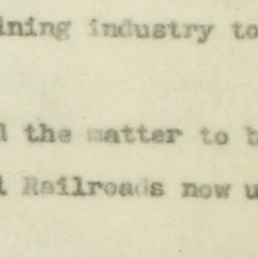 ining industry to
the matter to b
Railroads now u